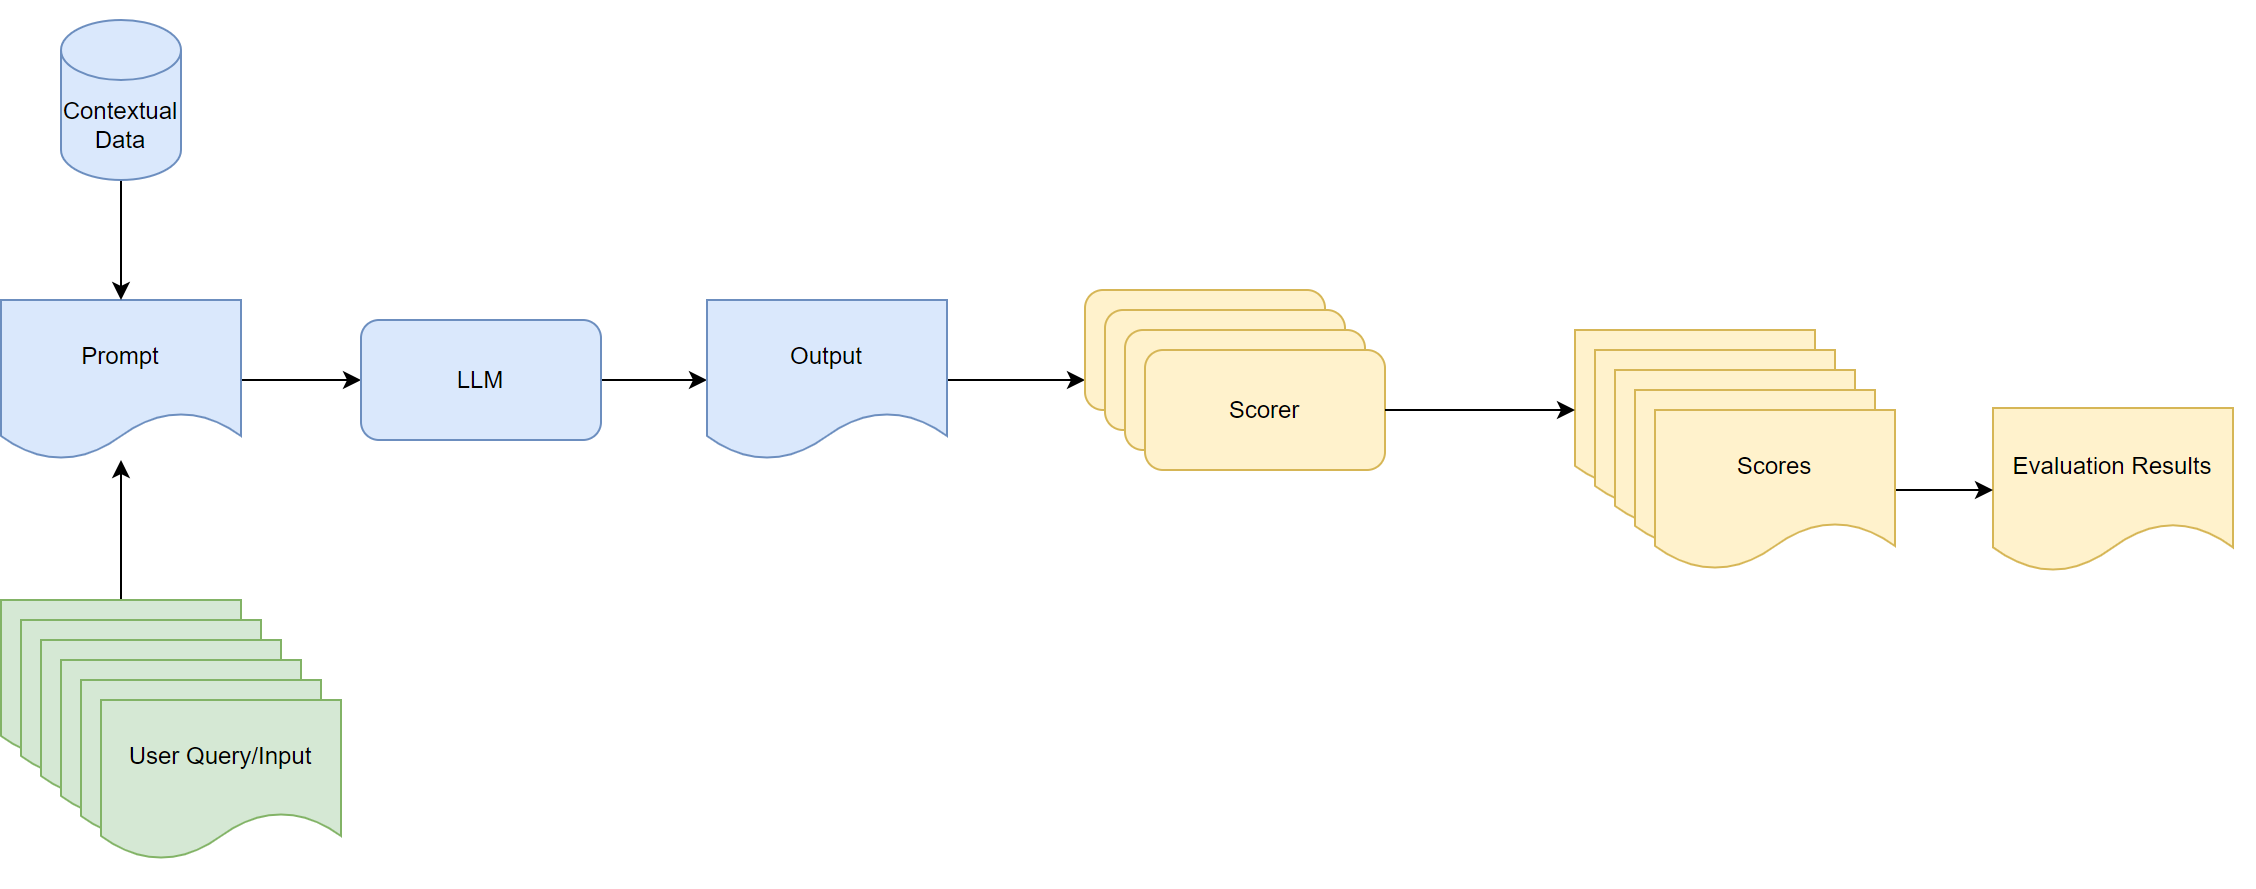 Contextual
Data
Prompt
LLM
Output
Scorer
Scores
Evaluation Results
User Query/Input